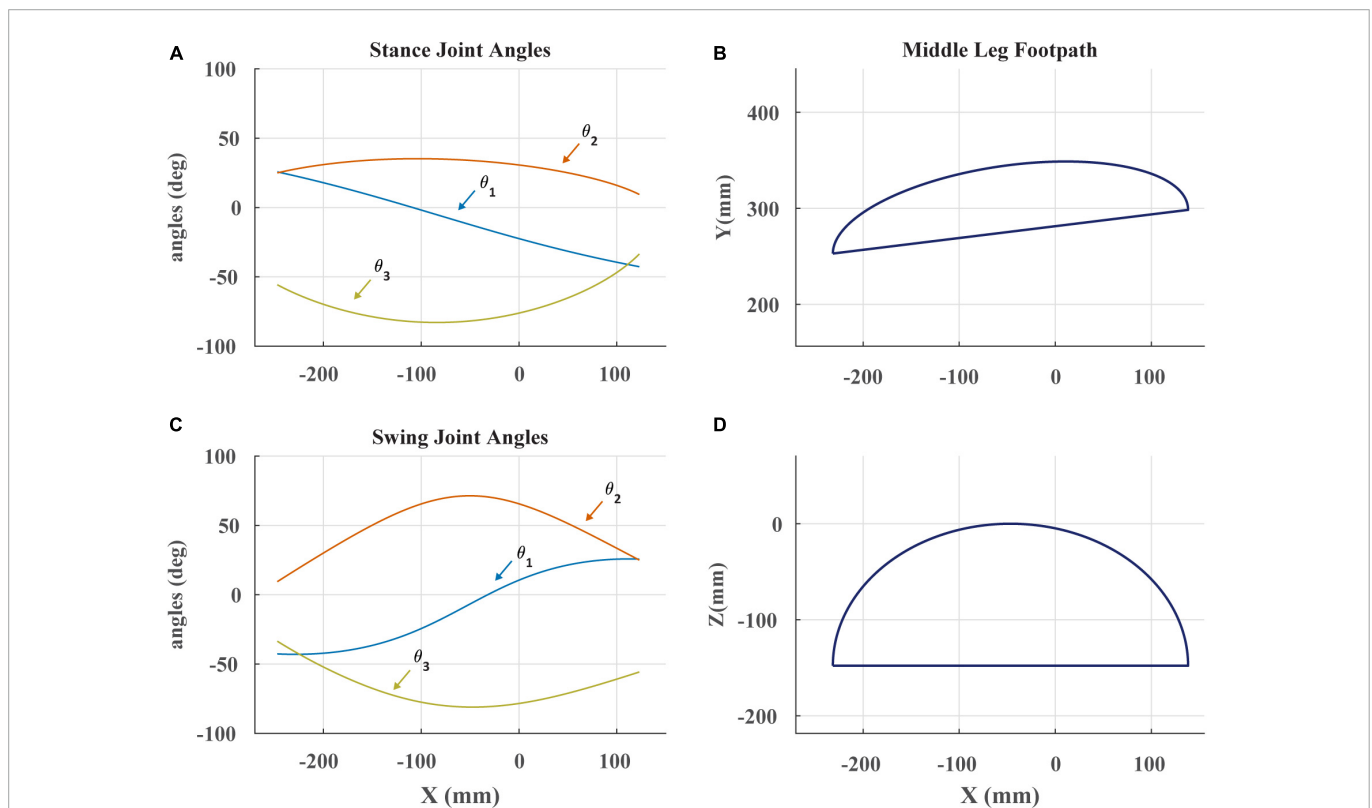 A
Stance Joint Angles
100
50
0
-50
-100
angles (deg)
θ2
θ1
θ3
-200
-100
0
100
B
Middle Leg Footpath
400
300
200
Y(mm)
-200
-100
0
100
C
Swing Joint Angles
100
50
0
-50
-100
angles (deg)
θ2
θ1
θ3
-200
-100
0
100
X (mm)
D
0
-100
-200
Z(mm)
-200
-100
0
100
X (mm)